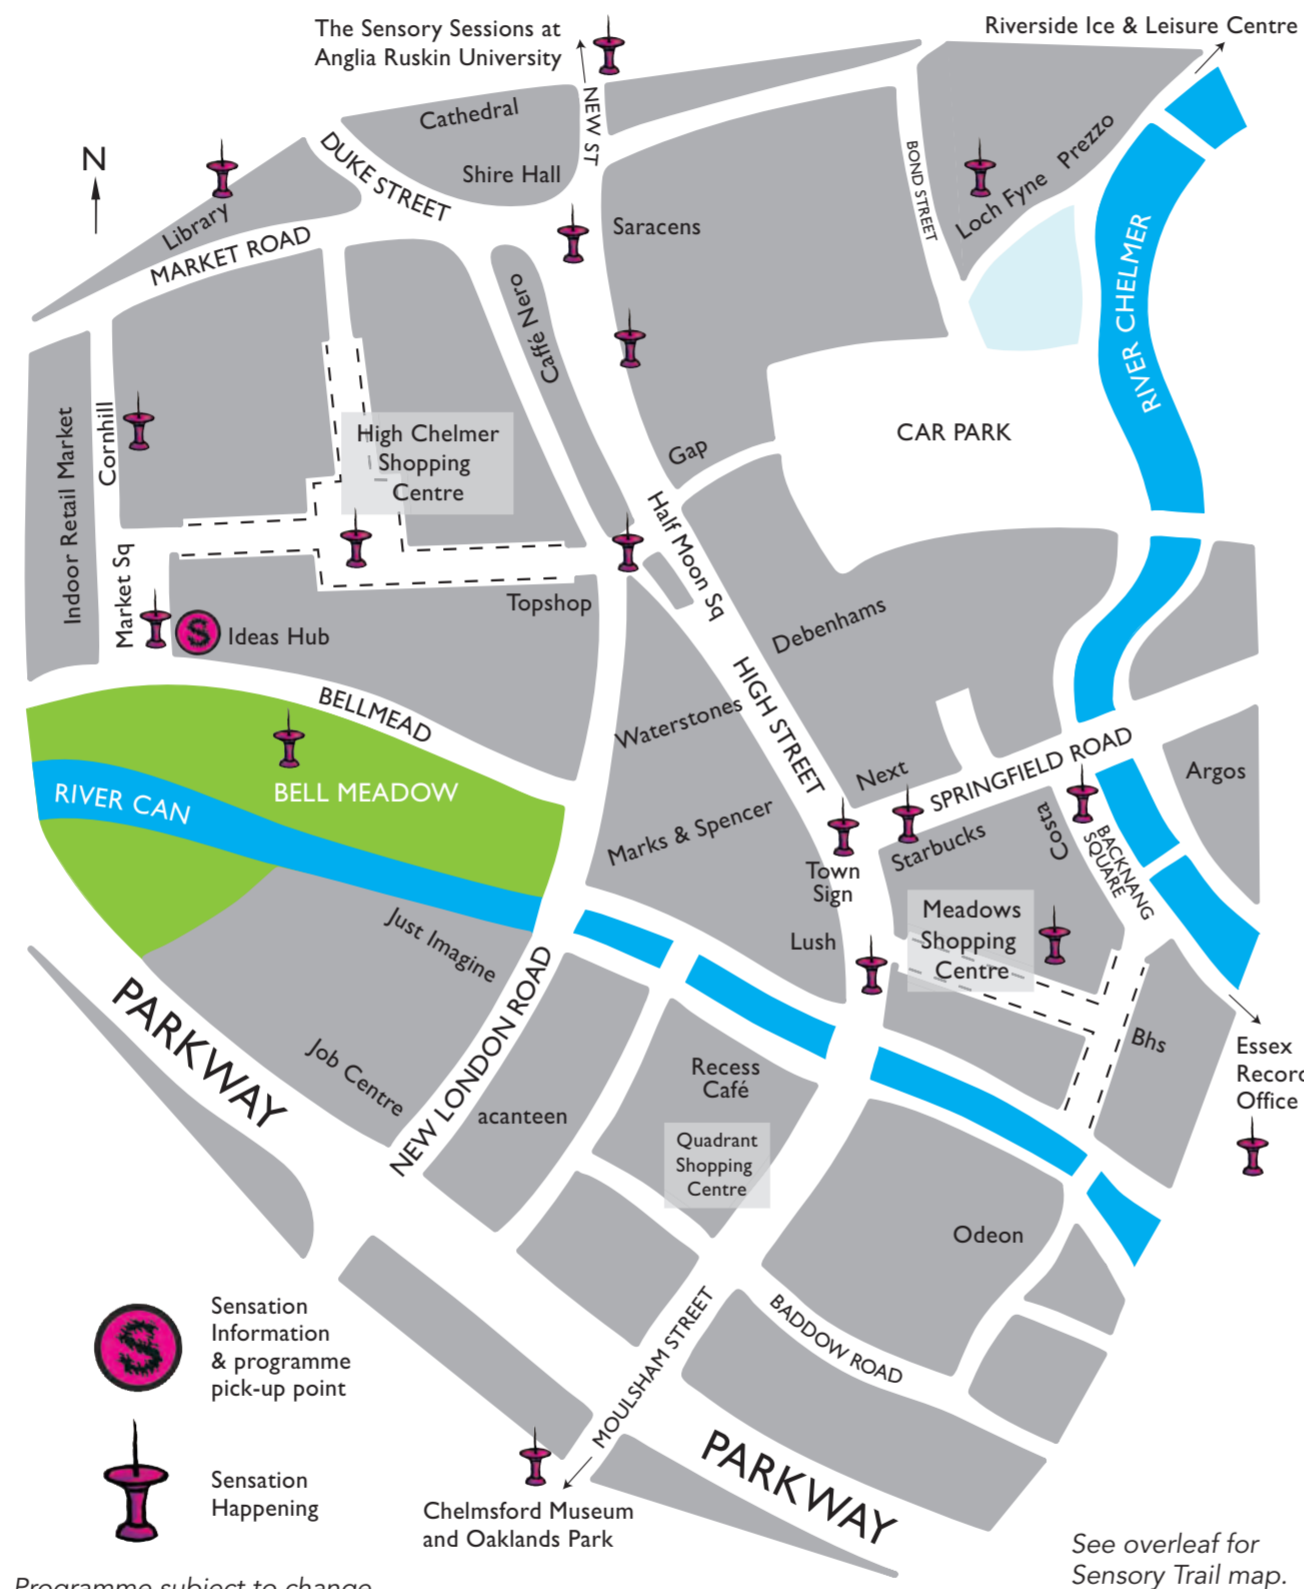 The Sensory Sessions at
Anglia Ruskin University
Riverside Ice & Leisure Centre
NEW ST
Cathedral
Shire Hall
DUKE STREET
N
Library
MARKET ROAD
Saracens
BOND STREET
Loch Fyne
Prezzo
RIVER CHELMER
Caffé Nero
CAR PARK
Indoor Retail Market
Cornhill
High Chelmer
Shopping
Centre
Gap
Half Moon Sq
Market Sq
Topshop
Ideas Hub
S
Debenhams
BELLMEAD
Waterstones
HIGH STREET
Next
SPRINGFIELD ROAD
Argos
RIVER CAN
BELL MEADOW
Marks & Spencer
Starbucks
Costa
BACKNANG
SQUARE
Town
Sign
Lush
Meadows
Shopping
Centre
Just Imagine
PARKWAY
NEW LONDON ROAD
Job Centre
acanteen
Recess
Café
Quadrant
Shopping
Centre
Bhs
Essex
Record
Office
Odeon
BADDOW ROAD
MOULSHAM STREET
PARKWAY
S
Sensation
Information
& programme
pick-up point
Sensation
Happening
Chelmsford Museum
and Oaklands Park
See overleaf for
Sensory Trail map.
Programme subject to change